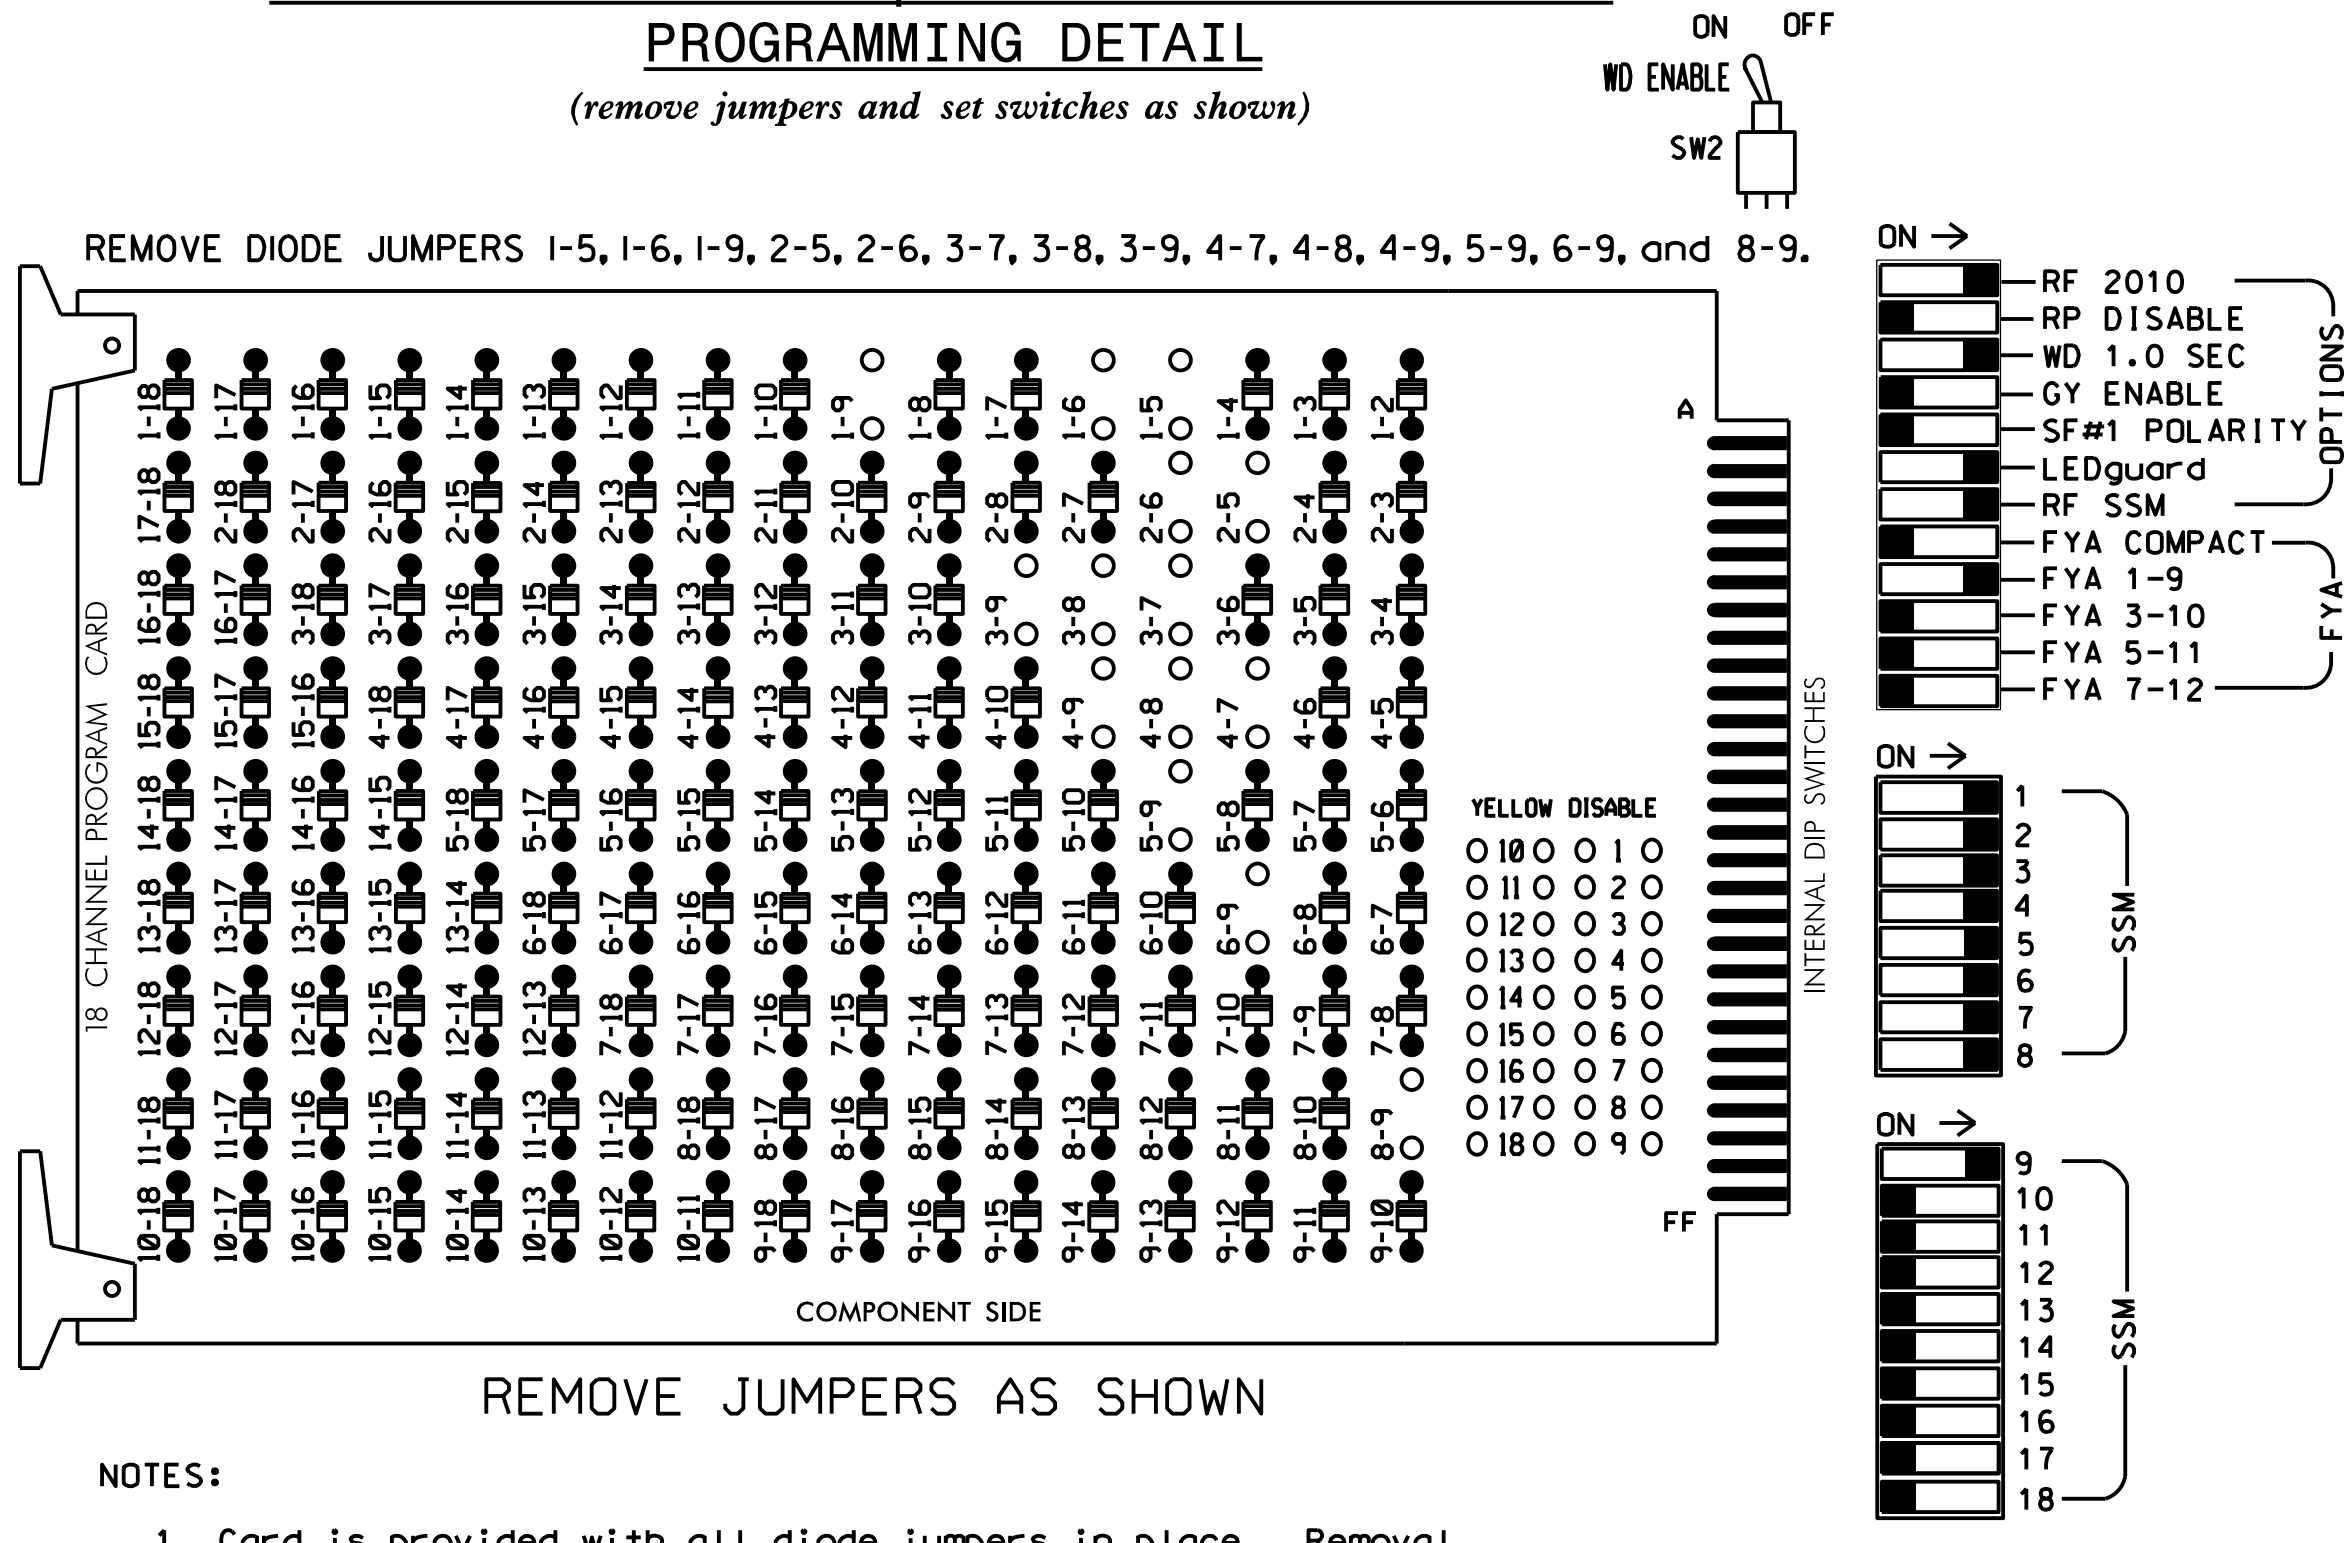 PROGRAMMING DETAIL
(remove jumpers and set switches as shown)
ON OFF
WD ENABLE
SW2
REMOVE DIODE JUMPERS 1-5, 1-6, 1-9, 2-5, 2-6, 3-7, 3-8, 3-9, 4-7, 4-8, 4-9, 5-9, 6-9, and 8-9.
18 CHANNEL PROGRAM CARD
1-18 1-17 1-16 1-15 1-14 1-13 1-12 1-11 1-10 1-9 1-8 1-7 1-6 1-5 1-4 1-3 1-2
17-18 2-18 2-17 2-16 2-15 2-14 2-13 2-12 2-11 2-10 2-9 2-8 2-7 2-6 2-5 2-4 2-3
16-18 16-17 3-18 3-17 3-16 3-15 3-14 3-13 3-12 3-11 3-10 3-9 3-8 3-7 3-6 3-5 3-4
15-18 15-17 15-16 4-18 4-17 4-16 4-15 4-14 4-13 4-12 4-11 4-10 4-9 4-8 4-7 4-6 4-5
14-18 14-17 14-16 14-15 5-18 5-17 5-16 5-15 5-14 5-13 5-12 5-11 5-10 5-9 5-8 5-7 5-6
13-18 13-17 13-16 13-15 13-14 6-18 6-17 6-16 6-15 6-14 6-13 6-12 6-11 6-10 6-9 6-8 6-7
12-18 12-17 12-16 12-15 12-14 12-13 7-18 7-17 7-16 7-15 7-14 7-13 7-12 7-11 7-10 7-9 7-8
11-18 11-17 11-16 11-15 11-14 11-13 11-12 8-18 8-17 8-16 8-15 8-14 8-13 8-12 8-11 8-10 8-9
10-18 10-17 10-16 10-15 10-14 10-13 10-12 10-11 9-18 9-17 9-16 9-15 9-14 9-13 9-12 9-11 9-10
A
YELLOW DISABLE
10 1
11 2
12 3
13 4
14 5
15 6
16 7
17 8
18 9
FF
COMPONENT SIDE
INTERNAL DIP SWITCHES
ON
RF 2010
RP DISABLE
WD 1.0 SEC
GY ENABLE
SF#1 POLARITY
LEDguard
RF SSM
OPTIONS
FYA COMPACT
FYA 1-9
FYA 3-10
FYA 5-11
FYA 7-12
FYA
ON
1
2
3
4
5
6
7
8
SSM
ON
9
10
11
12
13
14
15
16
17
18
SSM
REMOVE JUMPERS AS SHOWN
NOTES:
1. Card is provided with all diode jumpers in place. Removal